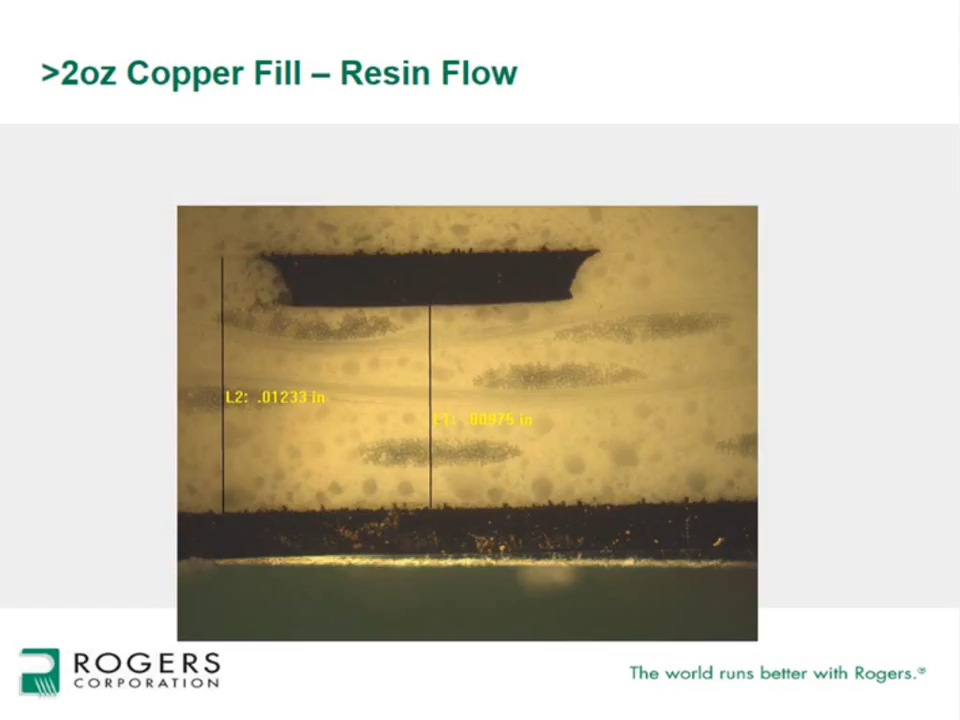 >2oz Copper Fill – Resin Flow
L2: .01233 in
L1: .00975 in
ROGERS
CORPORATION
The world runs better with Rogers.®